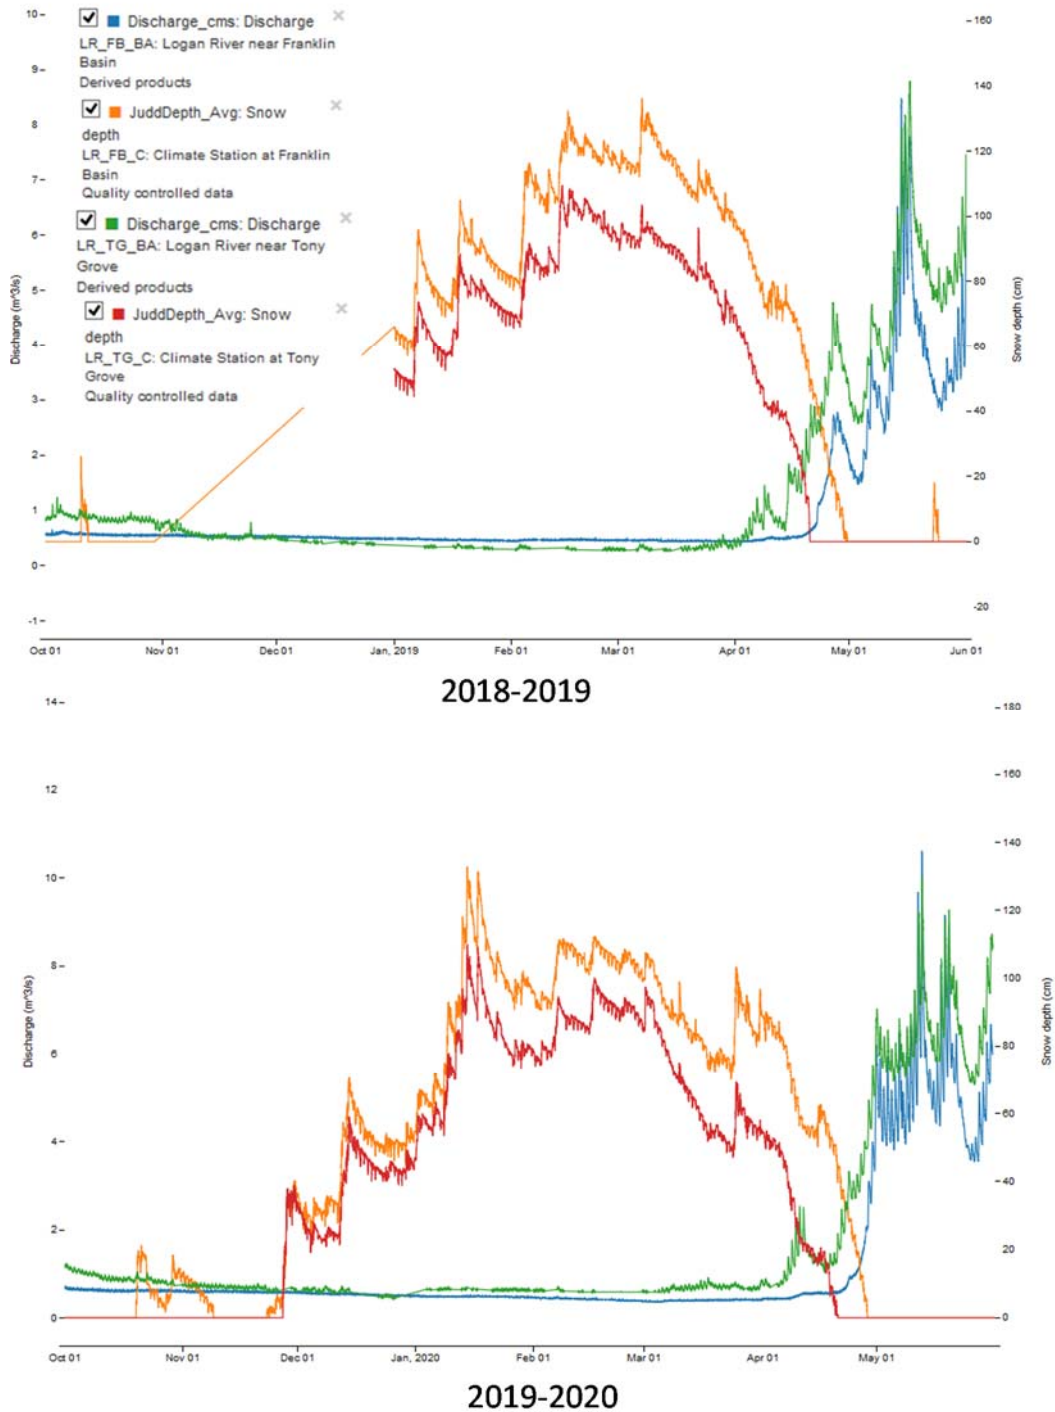 10-
9-
8
7-
6-
5-
4-
3-
2-
1
0-
-1-
Discharge (m^3/s)
Discharge_cms: Discharge
LR_FB_BA: Logan River near Franklin
Basin
Derived products
JuddDepth_Avg: Snow
depth
LR_FB_C: Climate Station at Franklin
Basin
Quality controlled data
Discharge_cms: Discharge
LR_TG_BA: Logan River near Tony
Grove
Derived products
JuddDepth_Avg: Snow
depth
LR_TG_C: Climate Station at Tony
Grove
Quality controlled data
-160
140
-120
-100
-80
60
-40
-20
-0
-20
Snow depth (cm)
Oct 01 Nov 01 Dec 01 Jan, 2019 Feb 01 Mar 01 Apr 01 May 01 Jun 01
2018-2019
14-
12
10-
8-
6
4-
2-
0-
Discharge (m^3/s)
-180
-160
-140
-120
-100
-80
-60
-40
-20
-0
Snow depth (cm)
Oct 01 Nov 01 Dec 01 Jan, 2020 Feb 01 Mar 01 Apr 01 May 01
2019-2020